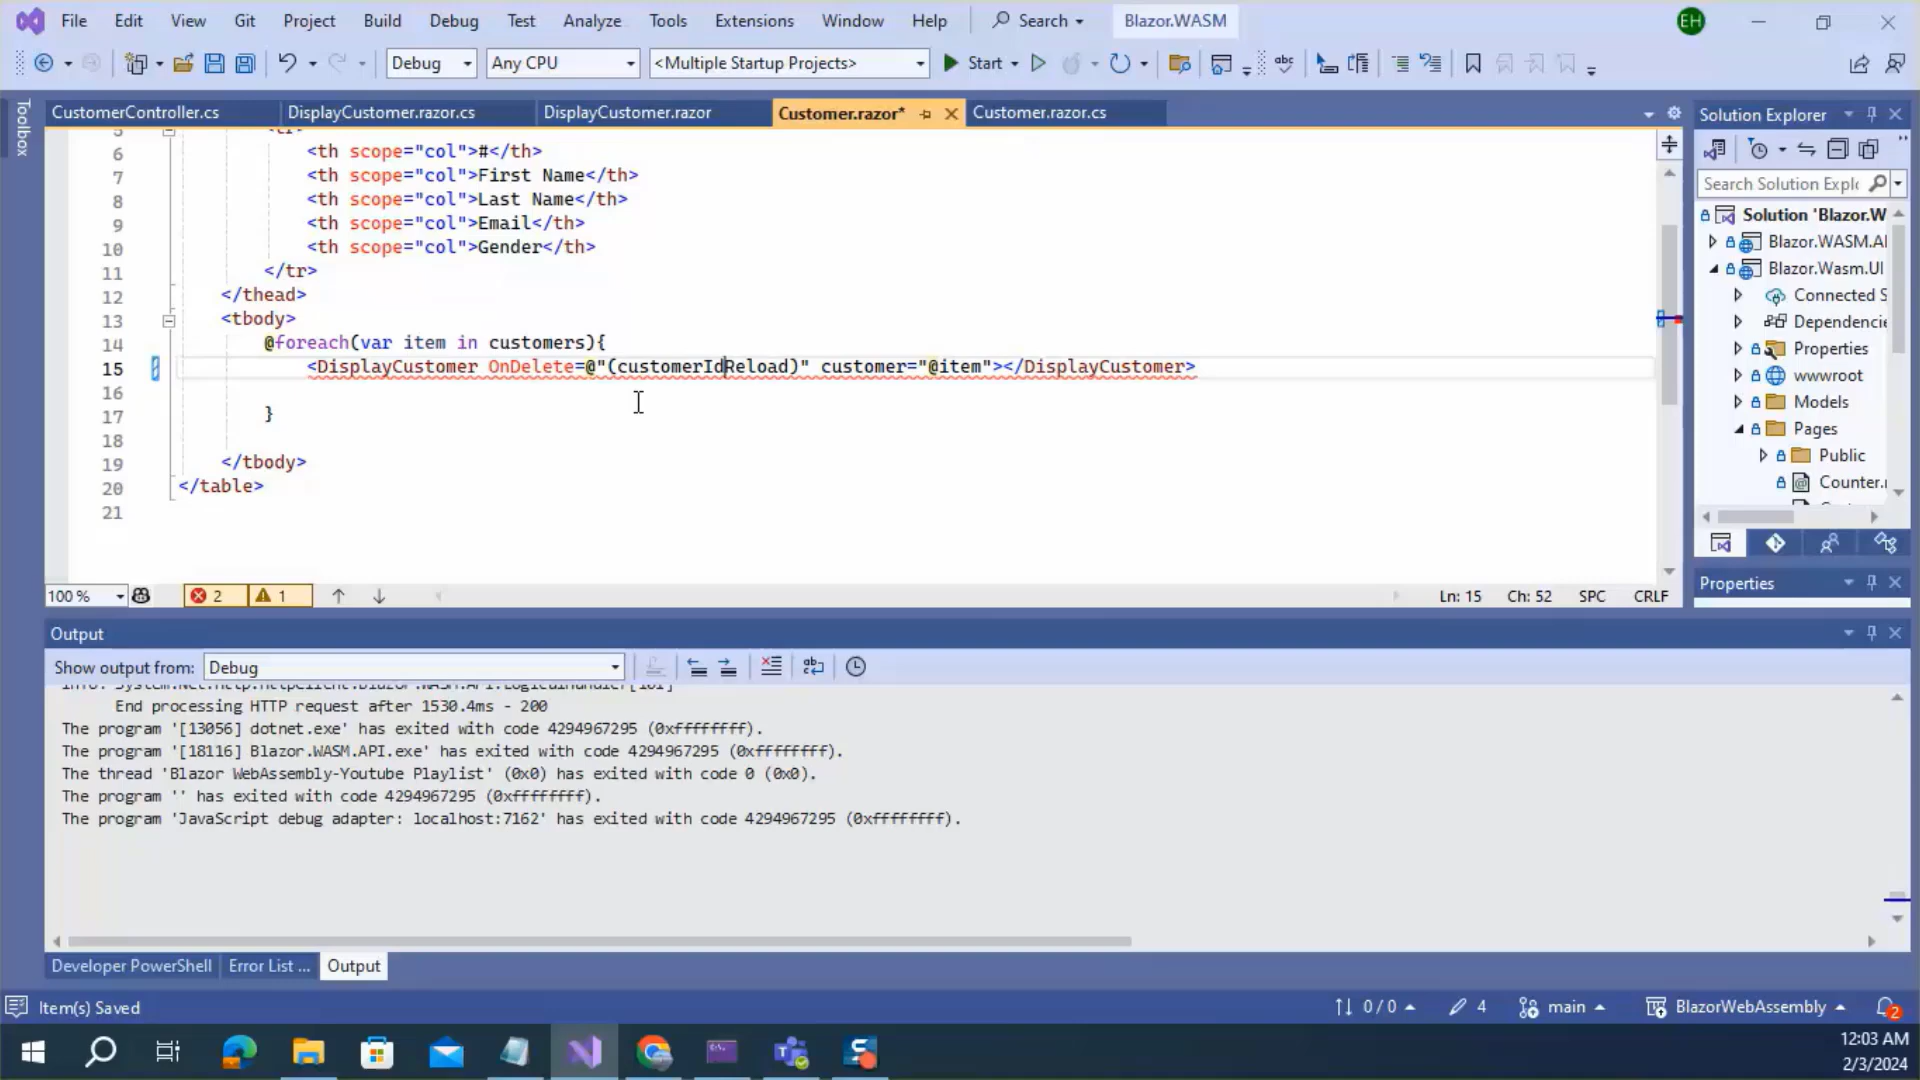 File Edit View Git Project Build Debug Test Analyze Tools Extensions Window Help Search Blazor.WASM EH
Debug Any CPU <Multiple Startup Projects> Start
Toolbox
CustomerController.cs DisplayCustomer.razor.cs DisplayCustomer.razor Customer.razor* Customer.razor.cs
6 <th scope="col">#</th>
7 <th scope="col">First Name</th>
8 <th scope="col">Last Name</th>
9 <th scope="col">Email</th>
10 <th scope="col">Gender</th>
11 </tr>
12 </thead>
13 <tbody>
14 @foreach(var item in customers){
15 <DisplayCustomer OnDelete=@"(customerIdReload)" customer="@item"></DisplayCustomer>
16
17 }
18
19 </tbody>
20 </table>
21
100 % 2 1 Ln: 15 Ch: 52 SPC CRLF
Solution Explorer
Search Solution Explc
Solution 'Blazor.W
Blazor.WASM.AI
Blazor.Wasm.UI
Connected S
Dependencie
Properties
wwwroot
Models
Pages
Public
Counter.
Properties
Output
Show output from: Debug
End processing HTTP request after 1530.4ms - 200
The program '[13056] dotnet.exe' has exited with code 4294967295 (0xffffffff).
The program '[18116] Blazor.WASM.API.exe' has exited with code 4294967295 (0xffffffff).
The thread 'Blazor WebAssembly-Youtube Playlist' (0x0) has exited with code 0 (0x0).
The program '' has exited with code 4294967295 (0xffffffff).
The program 'JavaScript debug adapter: localhost:7162' has exited with code 4294967295 (0xffffffff).
Developer PowerShell Error List ... Output
Item(s) Saved 0 / 0 4 main BlazorWebAssembly 2
12:03 AM
2/3/2024